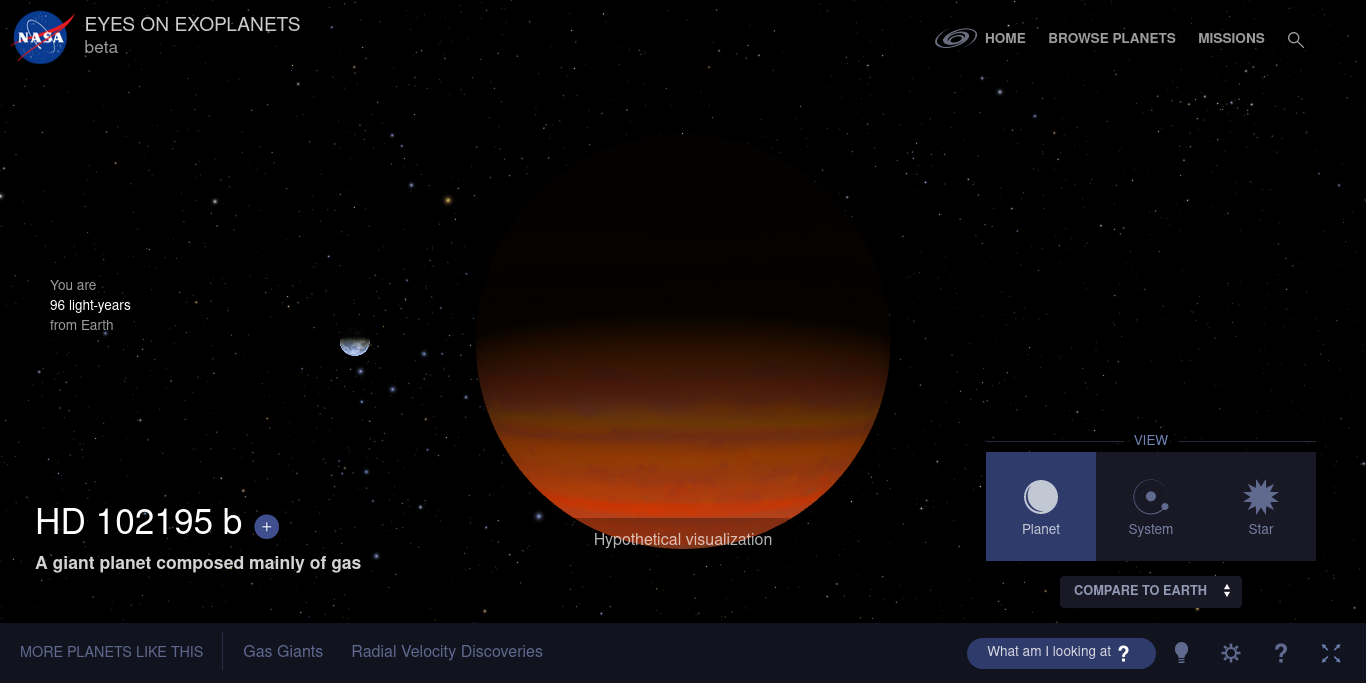 NASA
EYES ON EXOPLANETS
beta
HOME
BROWSE PLANETS
MISSIONS
You are
96 light-years
from Earth
HD 102195 b +
A giant planet composed mainly of gas
Hypothetical visualization
VIEW
Planet
System
Star
COMPARE TO EARTH
MORE PLANETS LIKE THIS
Gas Giants
Radial Velocity Discoveries
What am I looking at ?
?